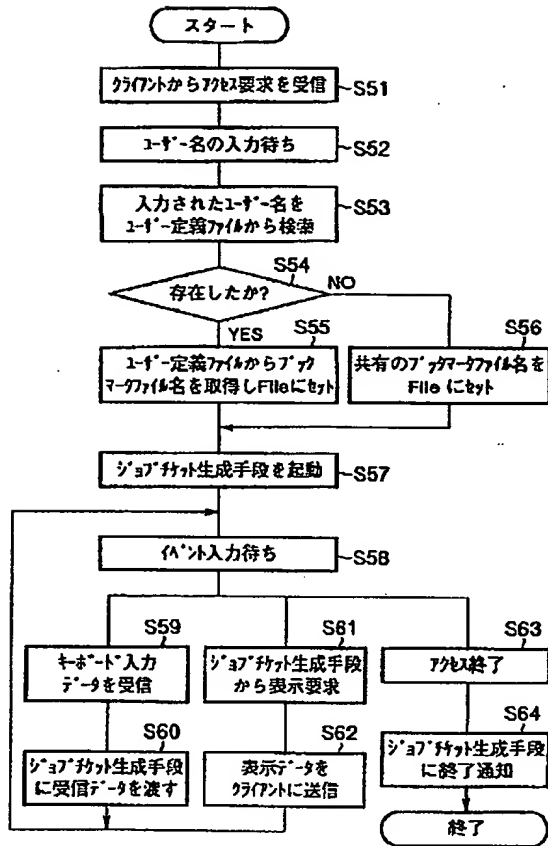 スタート
クライアントからアクセス要求を受信
S51
ユーザー名の入力待ち
S52
入力されたユーザー名を
ユーザー定義ファイルから検索
S53
S54
存在したか?
NO
YES
S55
S56
ユーザー定義ファイルからブック
マークファイル名を取得しFileにセット
共有のブックマークファイル名を
File にセット
ジョブチケット生成手段を起動
S57
イベント入力待ち
S58
S59
S61
S63
キーボード入力
データを受信
ジョブチケット生成手段
から表示要求
アクセス終了
S60
S62
S64
ジョブチケット生成手段
に受信データを渡す
表示データを
クライアントに送信
ジョブチケット生成手段
に終了通知
終了